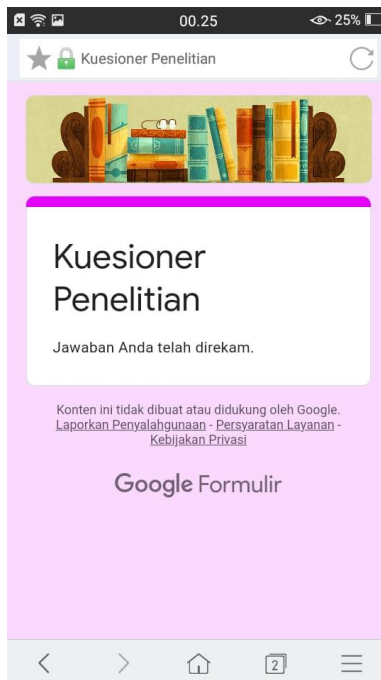 00.25
25%
Kuesioner Penelitian
Kuesioner
Penelitian
Jawaban Anda telah direkam.
Konten ini tidak dibuat atau didukung oleh Google.
Laporkan Penyalahgunaan - Persyaratan Layanan -
Kebijakan Privasi
Google Formulir
2